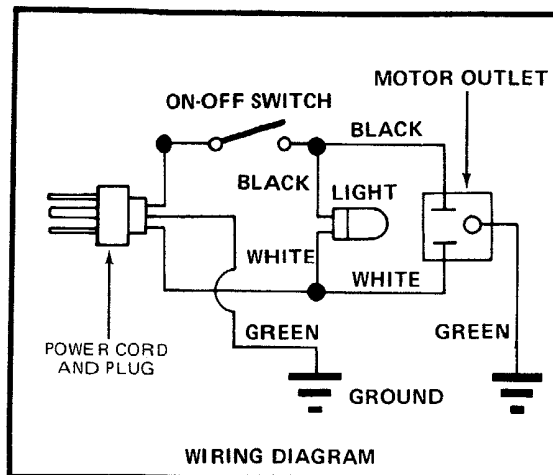 MOTOR OUTLET
ON-OFF SWITCH
BLACK
BLACK
LIGHT
WHITE
WHITE
GREEN
GREEN
POWER CORD
AND PLUG
GROUND
WIRING DIAGRAM